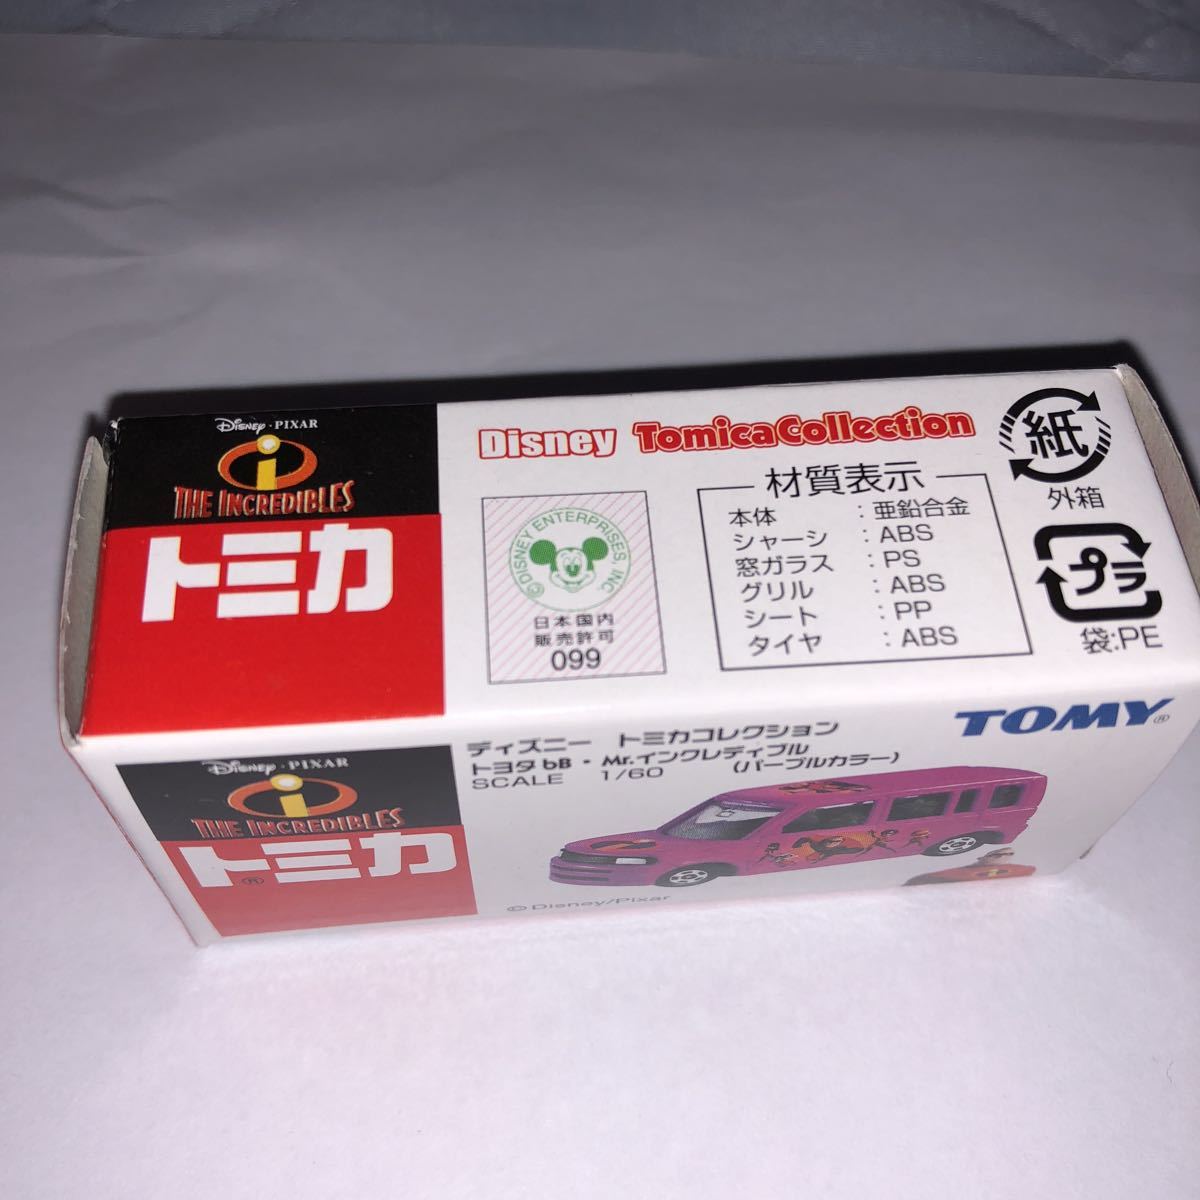 Disney · PIXAR
THE INCREDIBLES
トミカ
Disney TomicaCollection
© DISNEY ENTERPRISES, INC.
日本国内
販売許可
099
材質表示
本体 : 亜鉛合金
シャーシ : ABS
窓ガラス : PS
グリル : ABS
シート : PP
タイヤ : ABS
紙
外箱
プラ
袋:PE
Disney · PIXAR
THE INCREDIBLES
トミカ®
ディズニー トミカコレクション
トヨタ bB・Mr.インクレディブル
SCALE 1/60 (パープルカラー)
TOMY®
©Disney/Pixar